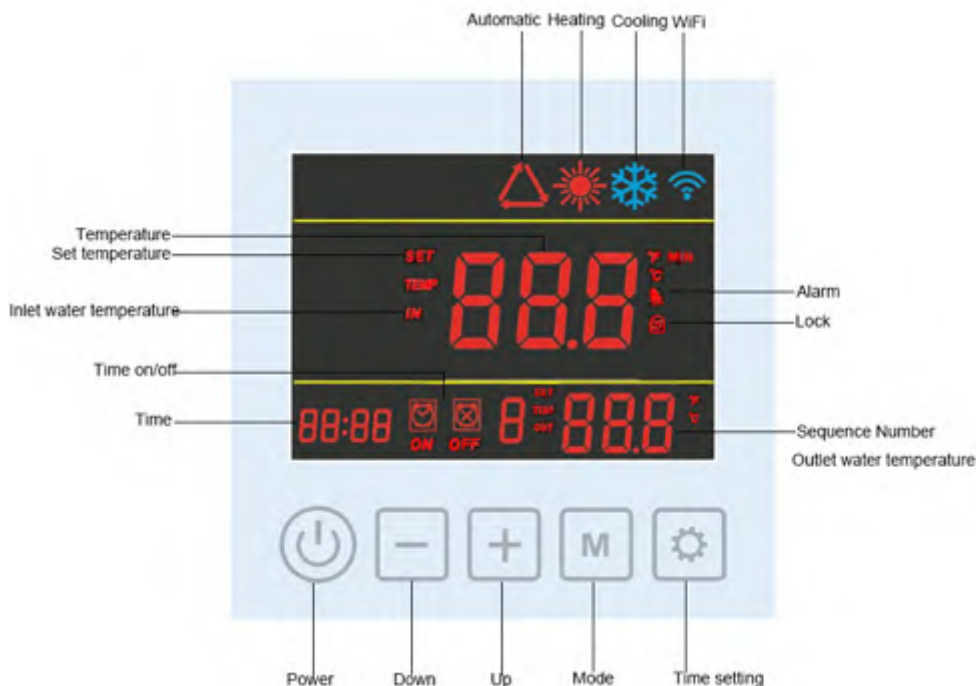 Automatic Heating Cooling WiFi
Temperature
Set temperature
SET
88.8
°F
TEMP
°C
Inlet water temperature
IN
Alarm
Lock
Time on/off
Time
88:88
ON
OFF
8
SET
TEMP
OUT
88.8
°F
°C
Sequence Number
Outlet water temperature
M
Power
Down
Up
Mode
Time setting